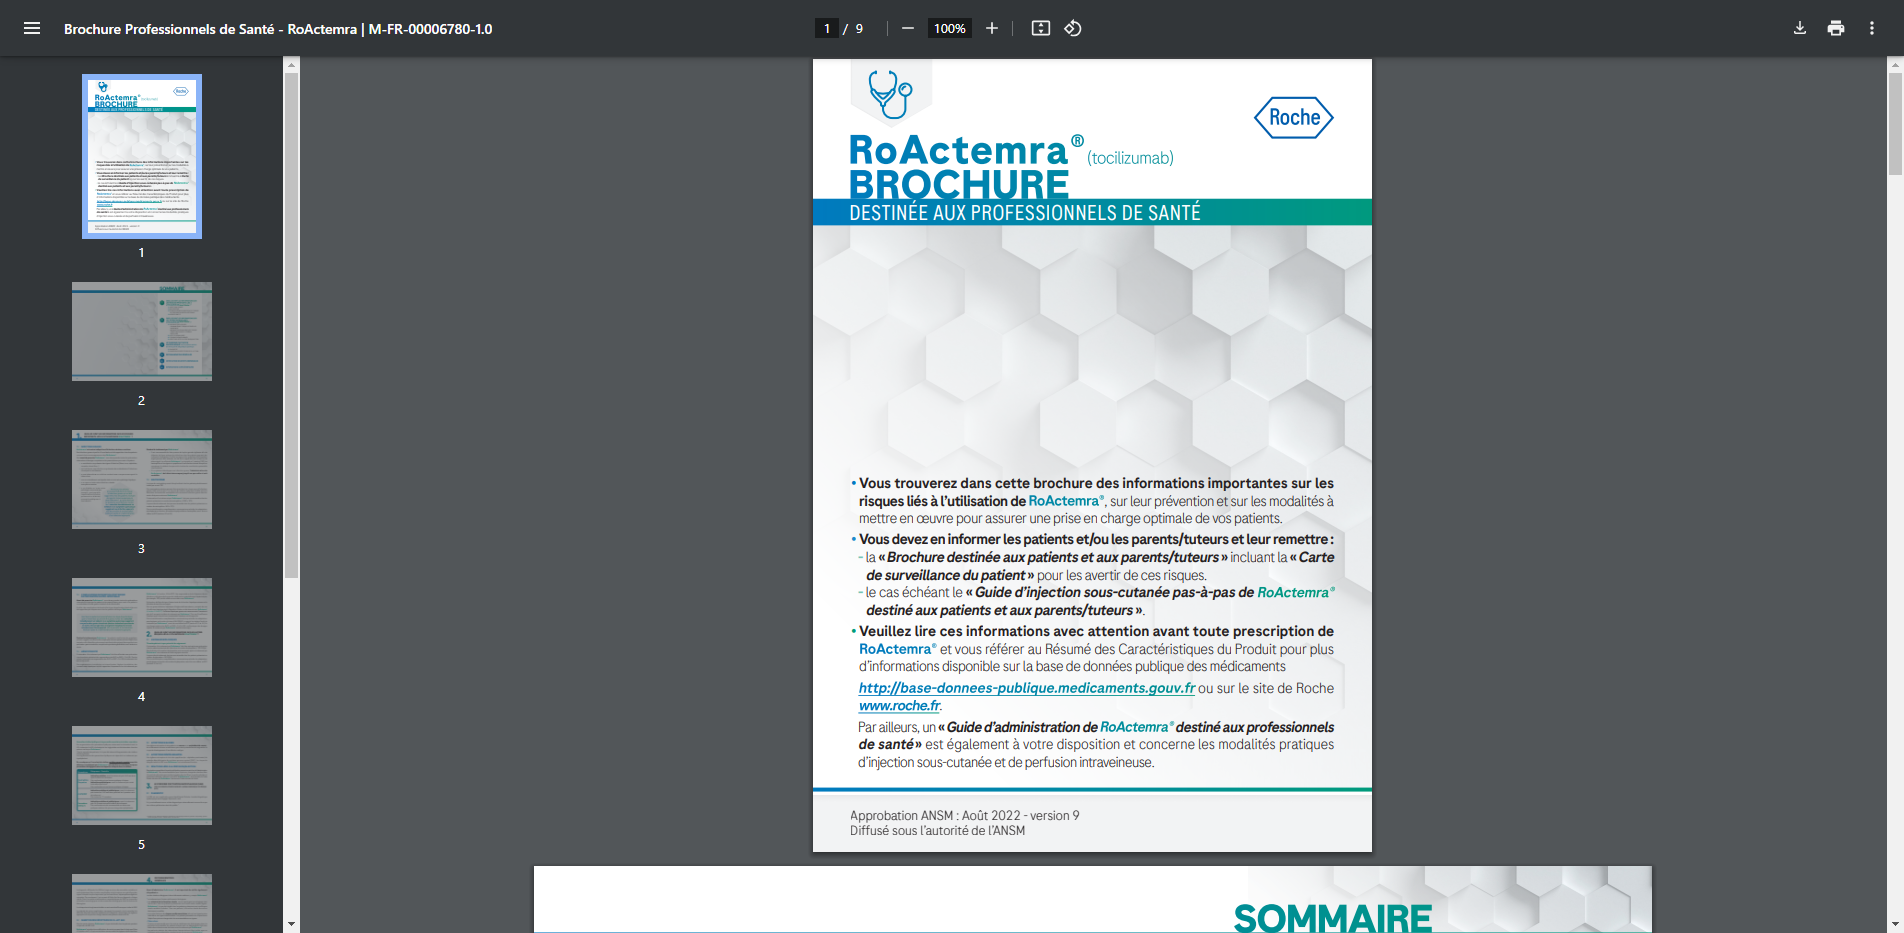 Brochure Professionnels de Santé - RoActemra | M-FR-00006780-1.0
1 / 9
100%
1
2
3
4
5
Roche
RoActemra® (tocilizumab)
BROCHURE
DESTINÉE AUX PROFESSIONNELS DE SANTÉ
• Vous trouverez dans cette brochure des informations importantes sur les
risques liés à l'utilisation de RoActemra®, sur leur prévention et sur les modalités à
mettre en œuvre pour assurer une prise en charge optimale de vos patients.
• Vous devez en informer les patients et/ou les parents/tuteurs et leur remettre :
- la « Brochure destinée aux patients et aux parents/tuteurs » incluant la « Carte
de surveillance du patient » pour les avertir de ces risques.
- le cas échéant le « Guide d'injection sous-cutanée pas-à-pas de RoActemra®
destiné aux patients et aux parents/tuteurs ».
• Veuillez lire ces informations avec attention avant toute prescription de
RoActemra® et vous référer au Résumé des Caractéristiques du Produit pour plus
d'informations disponible sur la base de données publique des médicaments
http://base-donnees-publique.medicaments.gouv.fr ou sur le site de Roche
www.roche.fr.
Par ailleurs, un « Guide d'administration de RoActemra® destiné aux professionnels
de santé » est également à votre disposition et concerne les modalités pratiques
d'injection sous-cutanée et de perfusion intraveineuse.
Approbation ANSM : Août 2022 - version 9
Diffusé sous l'autorité de l'ANSM
SOMMAIRE